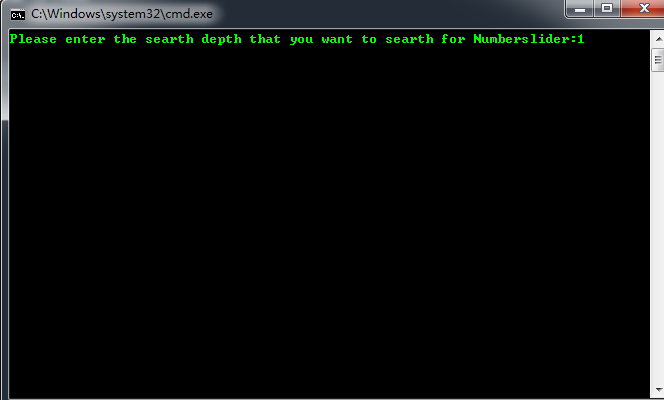 C:\Windows\system32\cmd.exe
Please enter the searth depth that you want to searth for Numberslider:1